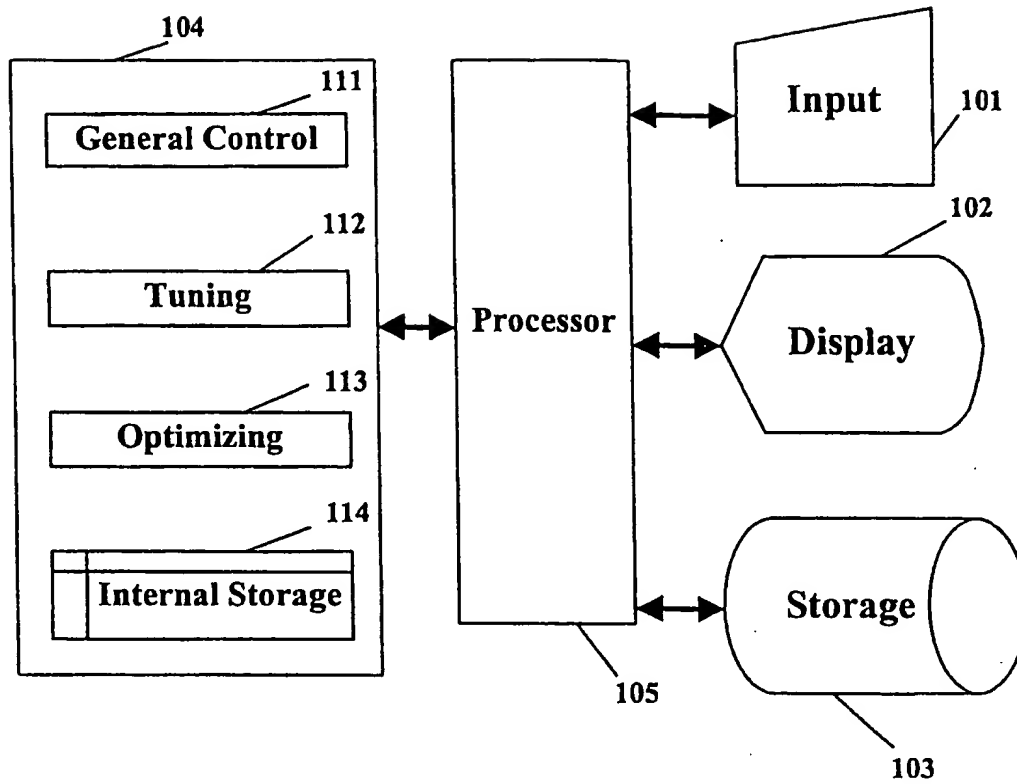 104
111
General Control
112
Tuning
113
Optimizing
114
Internal Storage
Processor
105
Input
101
102
Display
Storage
103